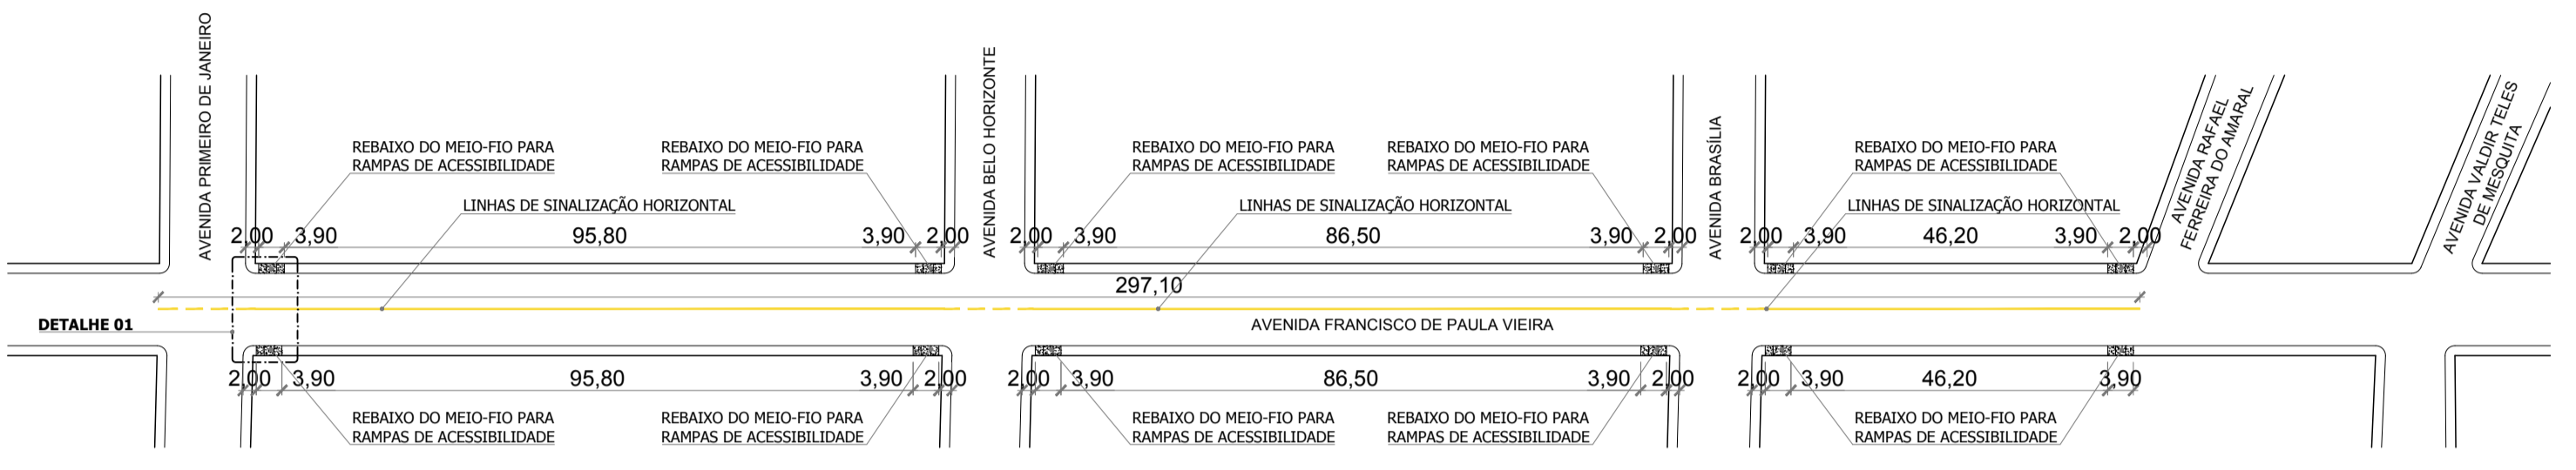 AVENIDA PRIMEIRO DE JANEIRO
AVENIDA BELO HORIZONTE
AVENIDA BRASÍLIA
AVENIDA RAFAEL
FERREIRA DO AMARAL
AVENIDA VALDIR TELES
DE MESQUITA
REBAIXO DO MEIO-FIO PARA
RAMPAS DE ACESSIBILIDADE
REBAIXO DO MEIO-FIO PARA
RAMPAS DE ACESSIBILIDADE
REBAIXO DO MEIO-FIO PARA
RAMPAS DE ACESSIBILIDADE
REBAIXO DO MEIO-FIO PARA
RAMPAS DE ACESSIBILIDADE
REBAIXO DO MEIO-FIO PARA
RAMPAS DE ACESSIBILIDADE
LINHAS DE SINALIZAÇÃO HORIZONTAL
LINHAS DE SINALIZAÇÃO HORIZONTAL
LINHAS DE SINALIZAÇÃO HORIZONTAL
2,00 3,90 95,80 3,90 2,00 2,00 3,90 86,50 3,90 2,00 2,00 3,90 46,20 3,90 2,00
297,10
DETALHE 01
AVENIDA FRANCISCO DE PAULA VIEIRA
2,00 3,90 95,80 3,90 2,00 2,00 3,90 86,50 3,90 2,00 2,00 3,90 46,20 3,90
REBAIXO DO MEIO-FIO PARA
RAMPAS DE ACESSIBILIDADE
REBAIXO DO MEIO-FIO PARA
RAMPAS DE ACESSIBILIDADE
REBAIXO DO MEIO-FIO PARA
RAMPAS DE ACESSIBILIDADE
REBAIXO DO MEIO-FIO PARA
RAMPAS DE ACESSIBILIDADE
REBAIXO DO MEIO-FIO PARA
RAMPAS DE ACESSIBILIDADE